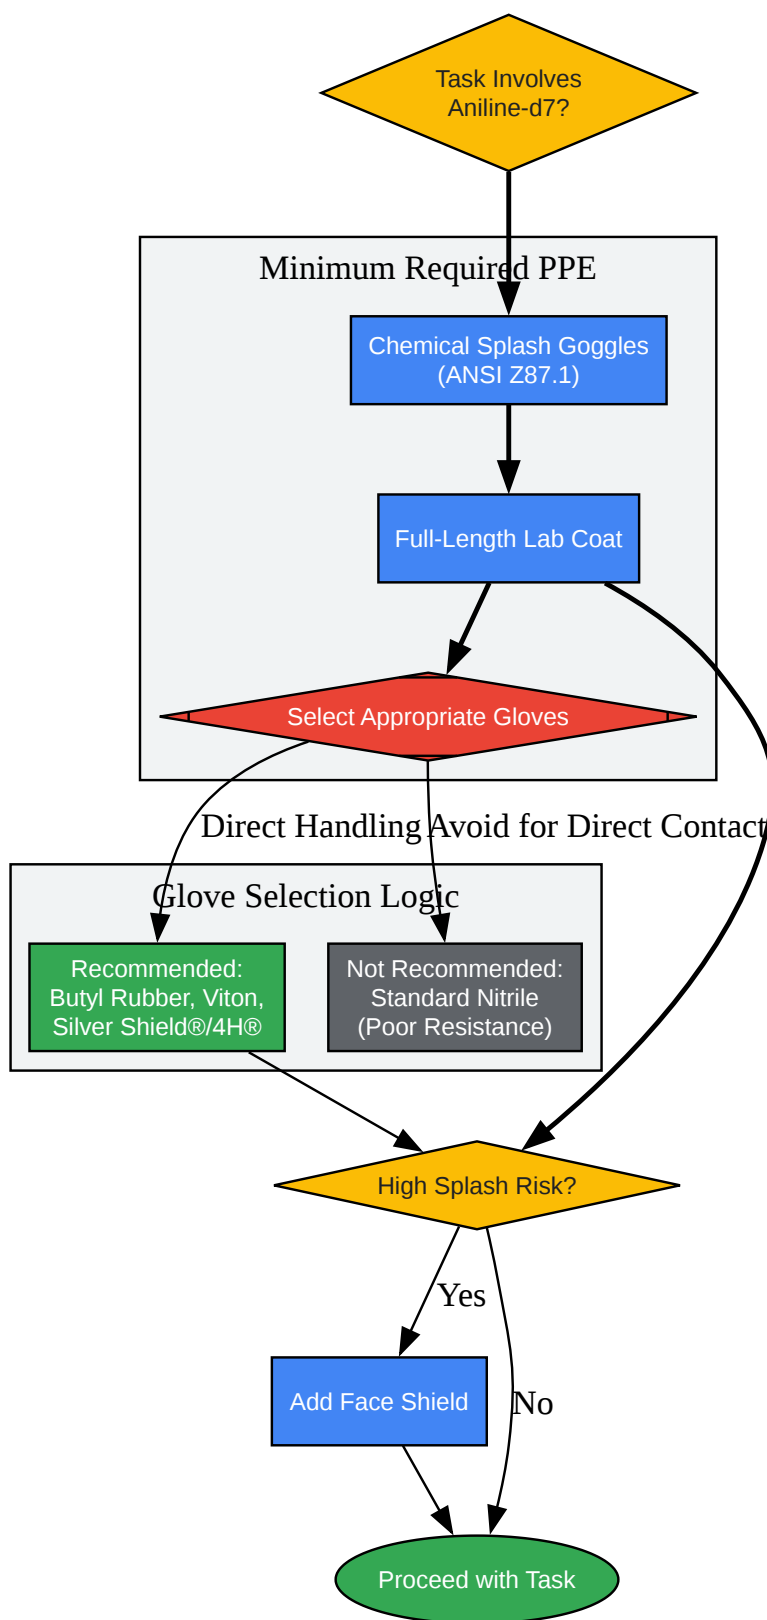 Task Involves
Aniline-d7?
Minimum Required PPE
Chemical Splash Goggles
(ANSI Z87.1)
Full-Length Lab Coat
Select Appropriate Gloves
Direct Handling
Avoid for Direct Contact
Glove Selection Logic
Recommended:
Butyl Rubber, Viton,
Silver Shield®/4H®
Not Recommended:
Standard Nitrile
(Poor Resistance)
High Splash Risk?
Yes
Add Face Shield
No
Proceed with Task